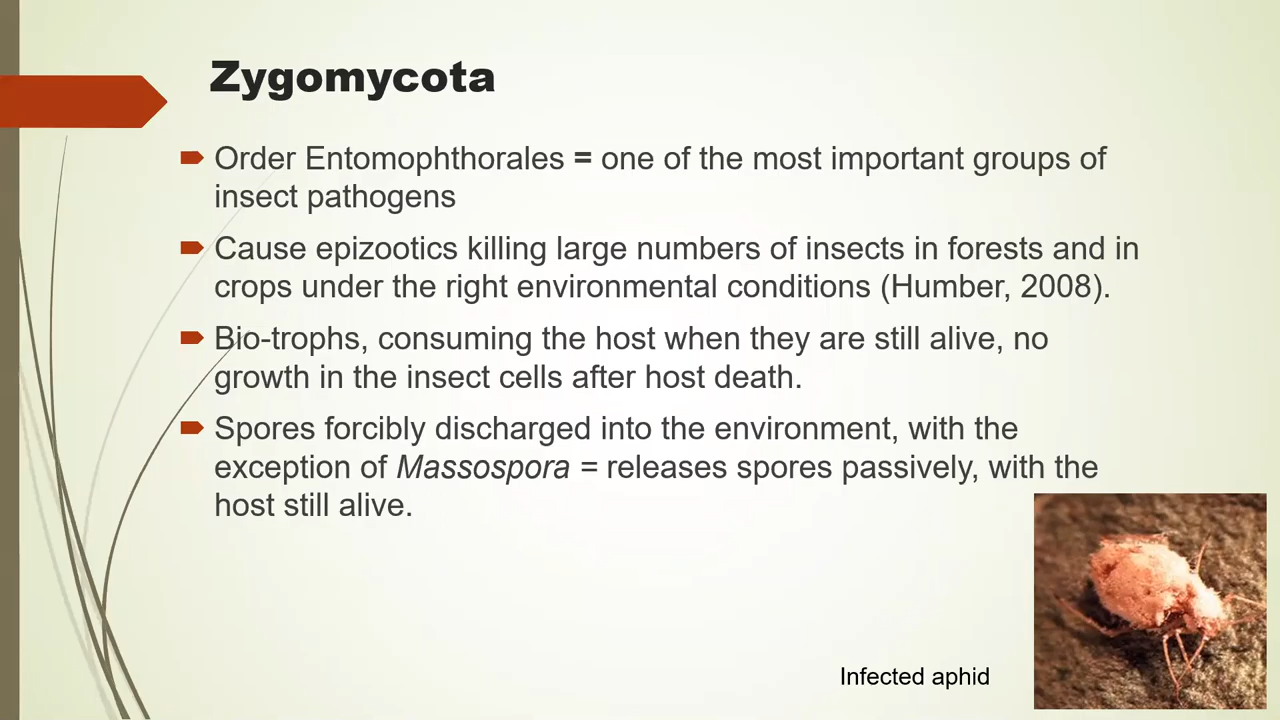 Zygomycota
Order Entomophthorales = one of the most important groups of
insect pathogens
Cause epizootics killing large numbers of insects in forests and in
crops under the right environmental conditions (Humber, 2008).
Bio-trophs, consuming the host when they are still alive, no
growth in the insect cells after host death.
Spores forcibly discharged into the environment, with the
exception of Massospora = releases spores passively, with the
host still alive.
Infected aphid